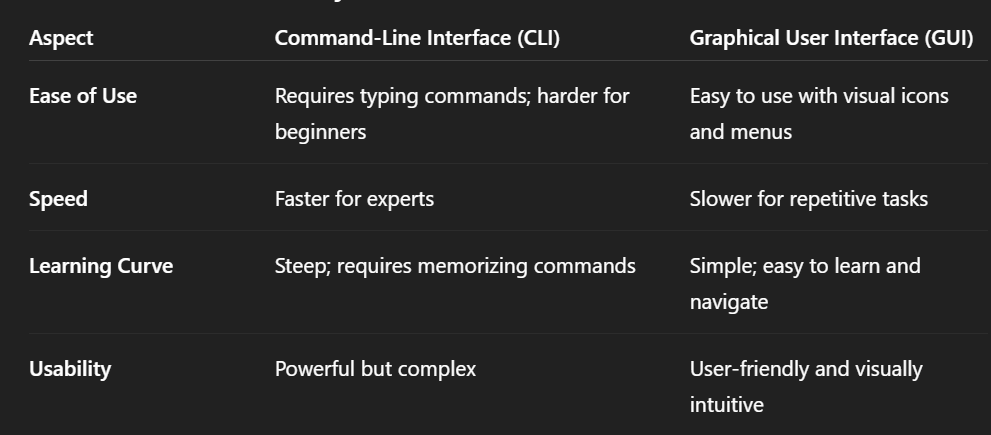 Aspect Command-Line Interface (CLI) Graphical User Interface (GUI)
Ease of Use Requires typing commands; harder for Easy to use with visual icons
beginners and menus
Speed Faster for experts Slower for repetitive tasks
Learning Curve Steep; requires memorizing commands Simple; easy to learn and
navigate
Usability Powerful but complex User-friendly and visually
intuitive